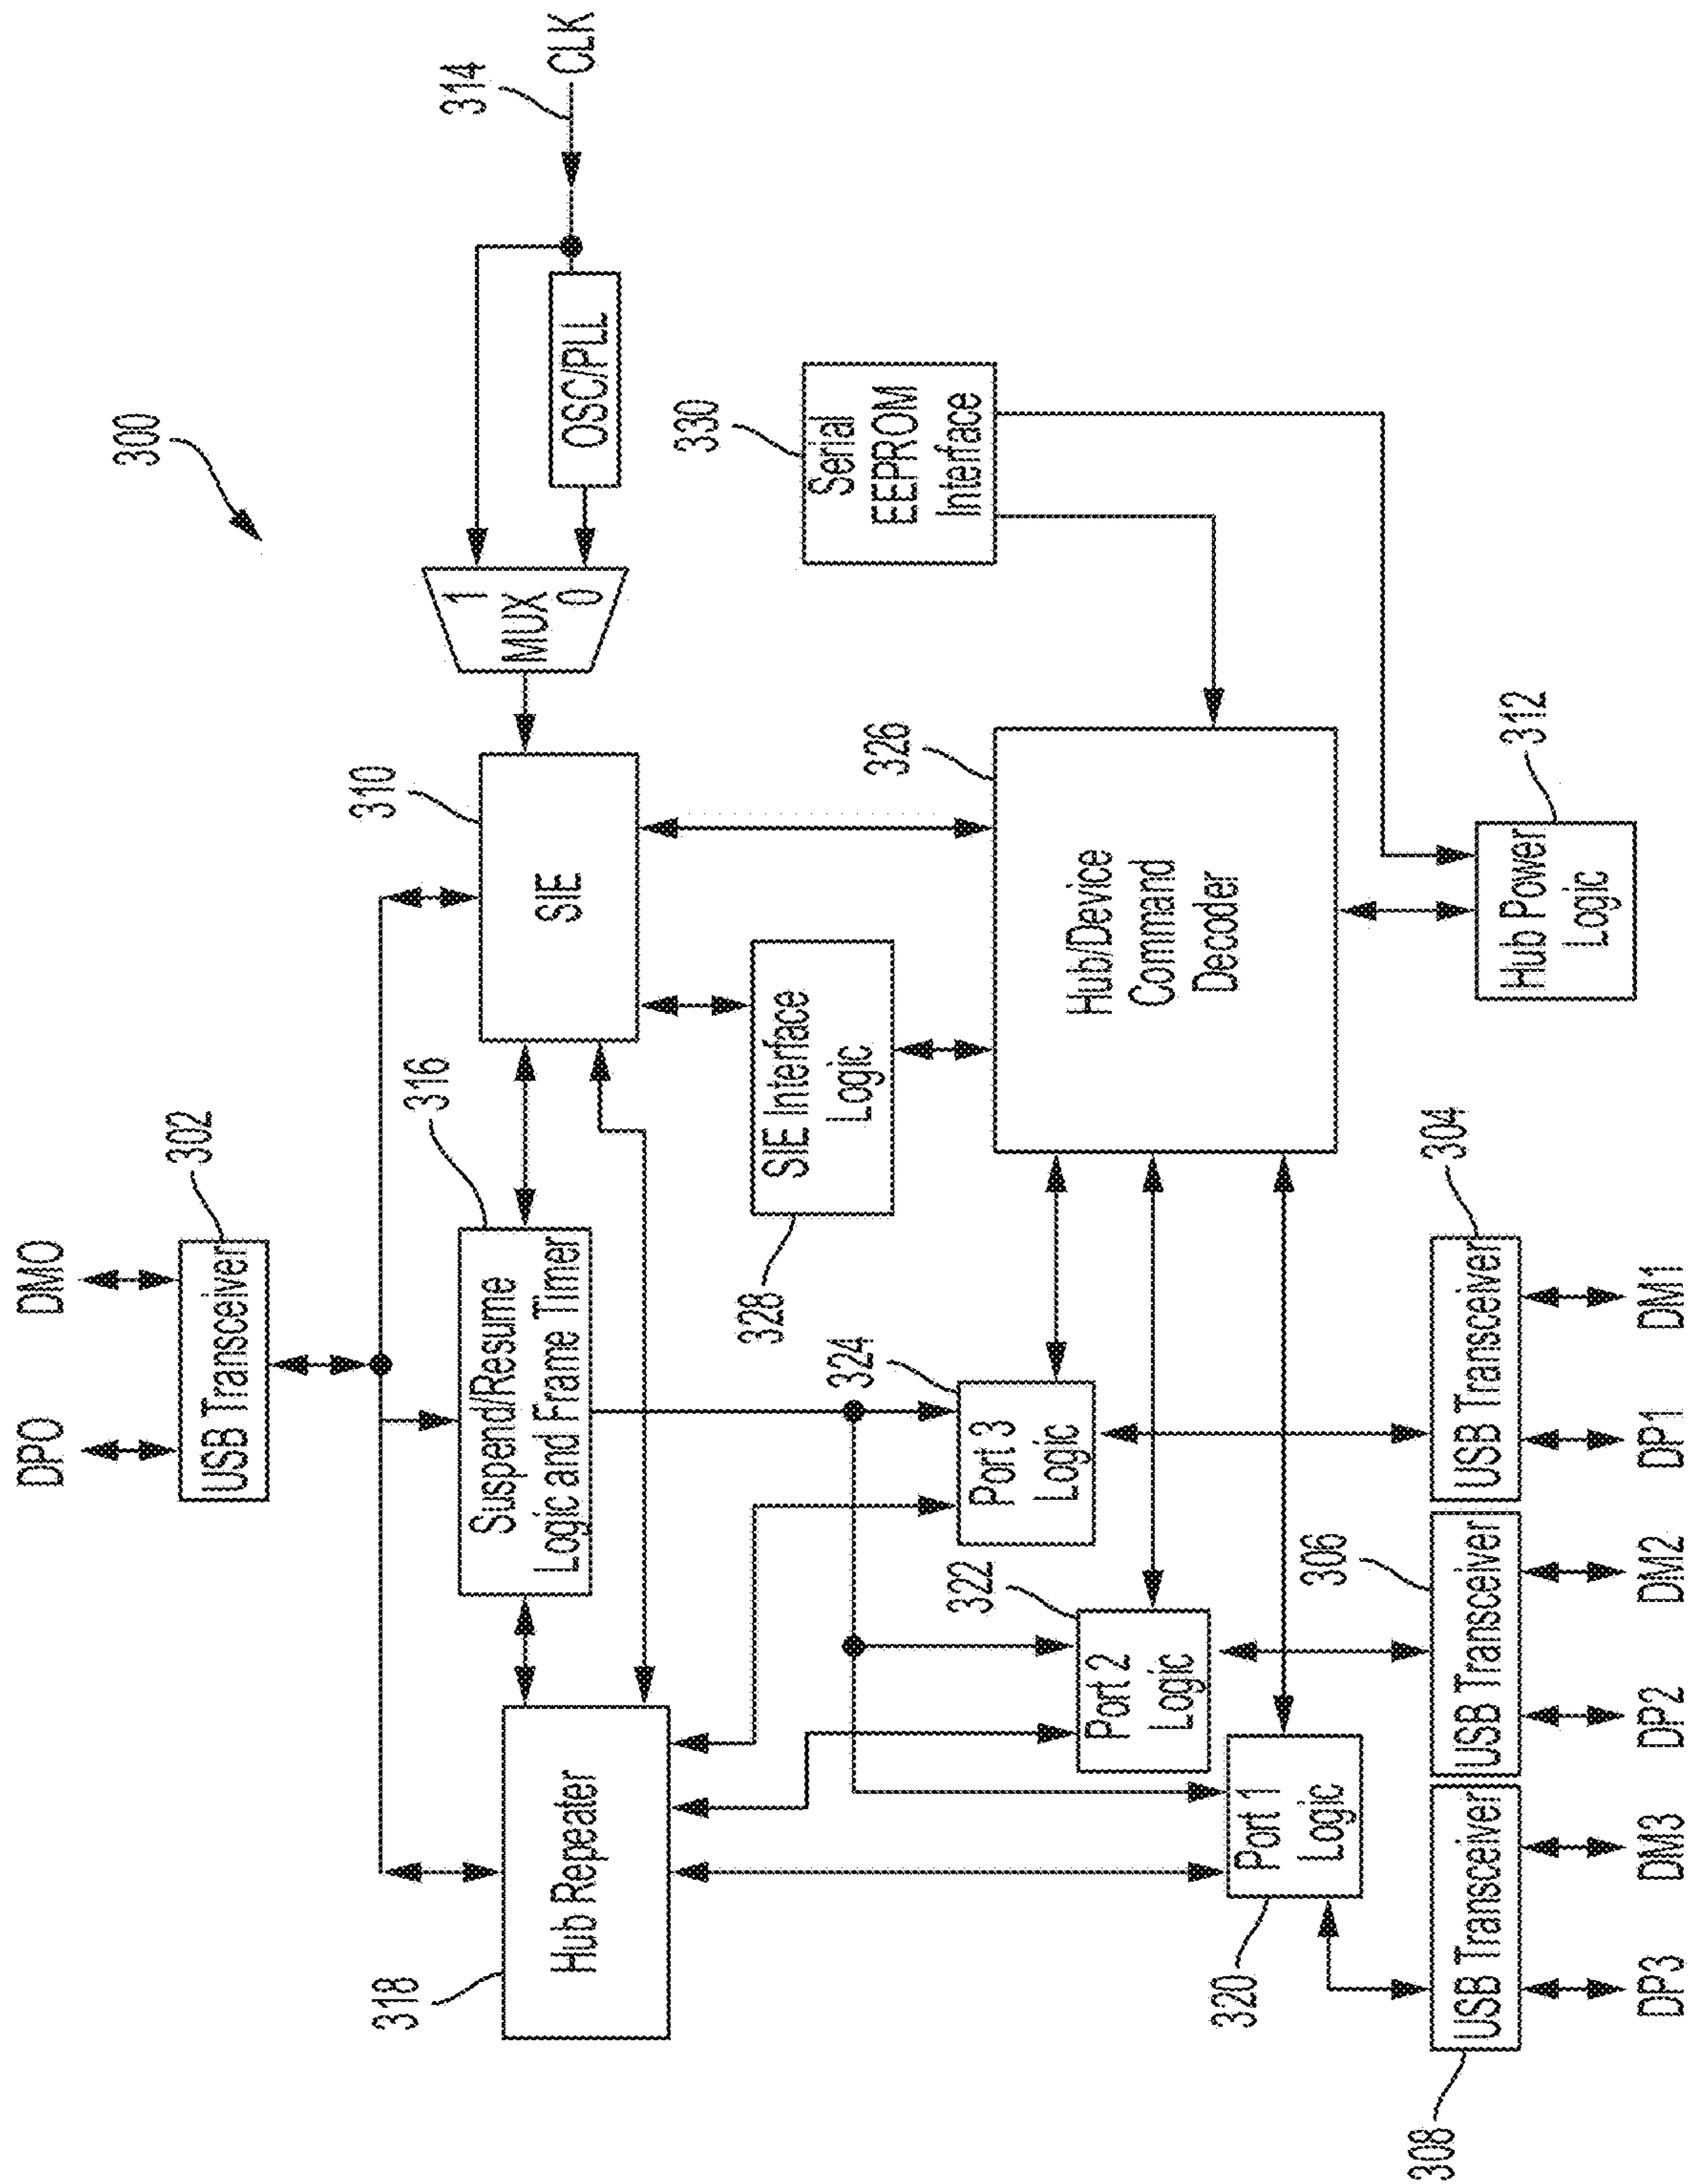 300
DPO
DMO
302
USB Transceiver
314
CLK
OSC/PLL
1
MUX
0
310
SIE
316
Suspend/Resume
Logic and Frame Timer
318
Hub Repeater
328
SIE Interface
Logic
330
Serial
EEPROM
Interface
326
Hub/Device
Command
Decoder
324
Port 3
Logic
322
Port 2
Logic
320
Port 1
Logic
312
Hub Power
Logic
308
USB Transceiver
306
USB Transceiver
304
USB Transceiver
DP3
DM3
DP2
DM2
DP1
DM1